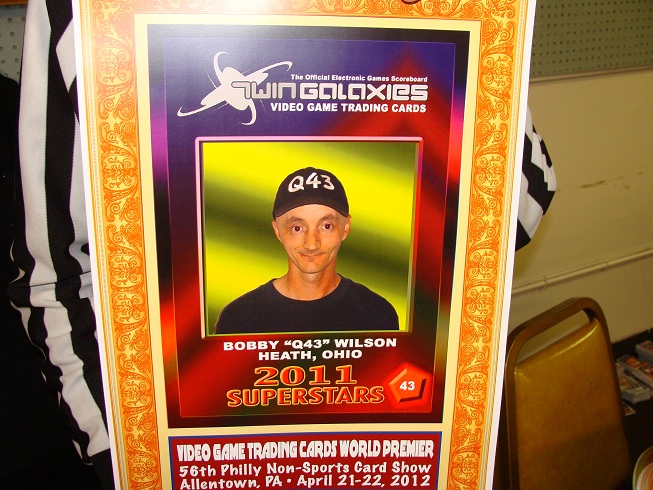 The Official Electronic Games Scoreboard
TWIN GALAXIES
VIDEO GAME TRADING CARDS
Q43
BOBBY "Q43" WILSON
HEATH, OHIO
2011
SUPERSTARS
43
VIDEO GAME TRADING CARDS WORLD PREMIER
56th Philly Non-Sports Card Show
Allentown, PA • April 21-22, 2012